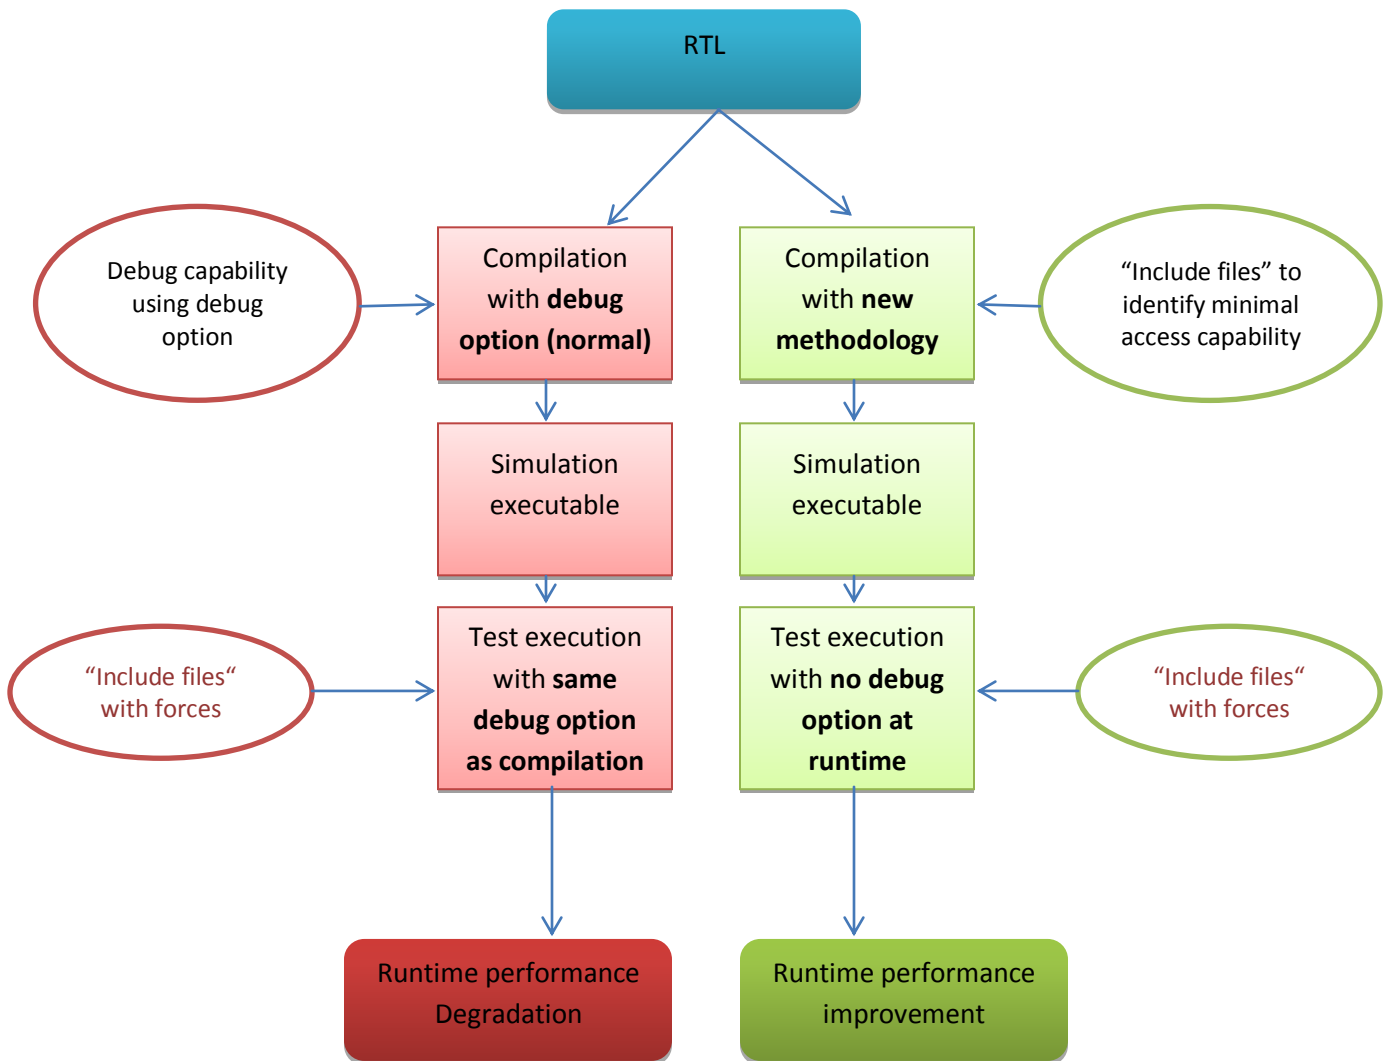 RTL
Debug capability
using debug
option
Compilation
with debug
option (normal)
Compilation
with new
methodology
“Include files” to
identify minimal
access capability
Simulation
executable
Simulation
executable
“Include files“
with forces
Test execution
with same
debug option
as compilation
Test execution
with no debug
option at
runtime
“Include files“
with forces
Runtime performance
Degradation
Runtime performance
improvement